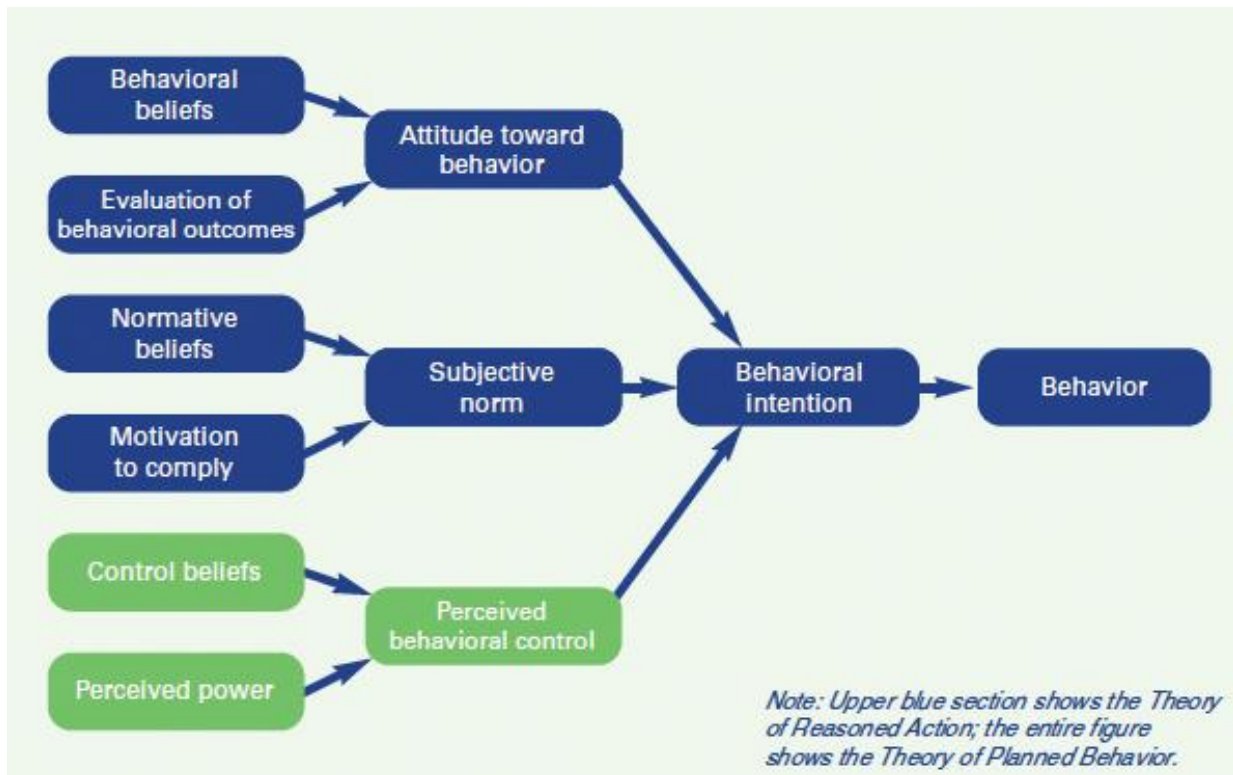 Behavioral
beliefs
Evaluation of
behavioral outcomes
Attitude toward
behavior
Normative
beliefs
Motivation
to comply
Subjective
norm
Behavioral
intention
Behavior
Control beliefs
Perceived power
Perceived
behavioral control
Note: Upper blue section shows the Theory
of Reasoned Action; the entire figure
shows the Theory of Planned Behavior.